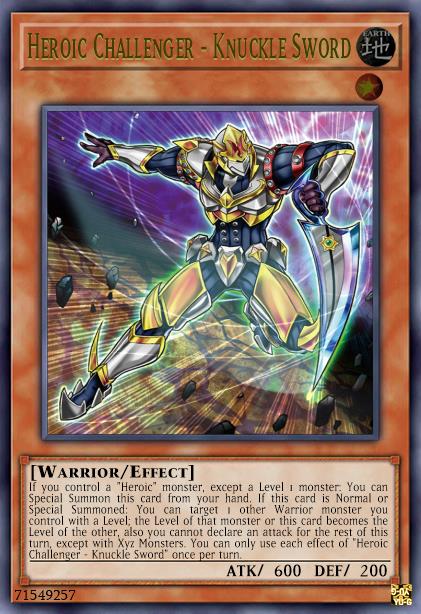 HEROIC CHALLENGER - KNUCKLE SWORD
EARTH
地
[WARRIOR/EFFECT]
If you control a "Heroic" monster, except a Level 1 monster: You can
Special Summon this card from your hand. If this card is Normal or
Special Summoned: You can target 1 other Warrior monster you
control with a Level; the Level of that monster or this card becomes
the Level of the other, also you cannot declare an attack for the rest of
this turn, except with Xyz Monsters. You can only use each effect of "Heroic
Challenger - Knuckle Sword" once per turn.
ATK/ 600 DEF/ 200
71549257